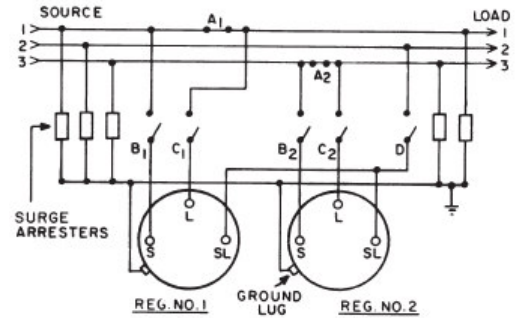 SOURCE A1 LOAD
1 1
2 2
3 3
A2
B1 C1 B2 C2 D
SURGE
ARRESTERS
L L
S SL S SL
REG. NO. 1 GROUND
LUG REG. NO. 2